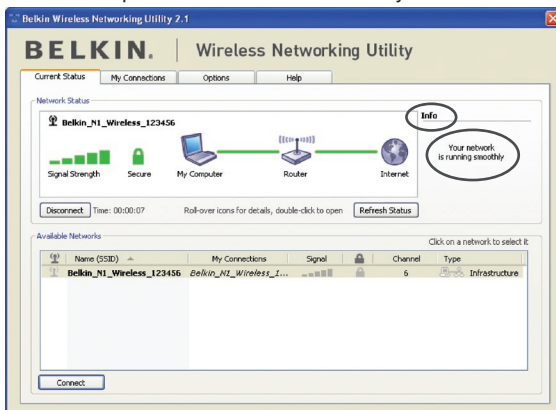 Belkin Wireless Networking Utility 2.1
BELKIN. | Wireless Networking Utility
Current Status My Connections Options Help
Network Status
Belkin_N1_Wireless_123456
Info
Your network
is running smoothly
Signal Strength Secure My Computer Router Internet
Disconnect Time: 00:00:07 Roll-over icons for details, double-click to open Refresh Status
Available Networks
Click on a network to select it
Name (SSID) My Connections Signal Channel Type
Belkin_N1_Wireless_123456 Belkin_N1_Wireless_1... 6 Infrastructure
Connect